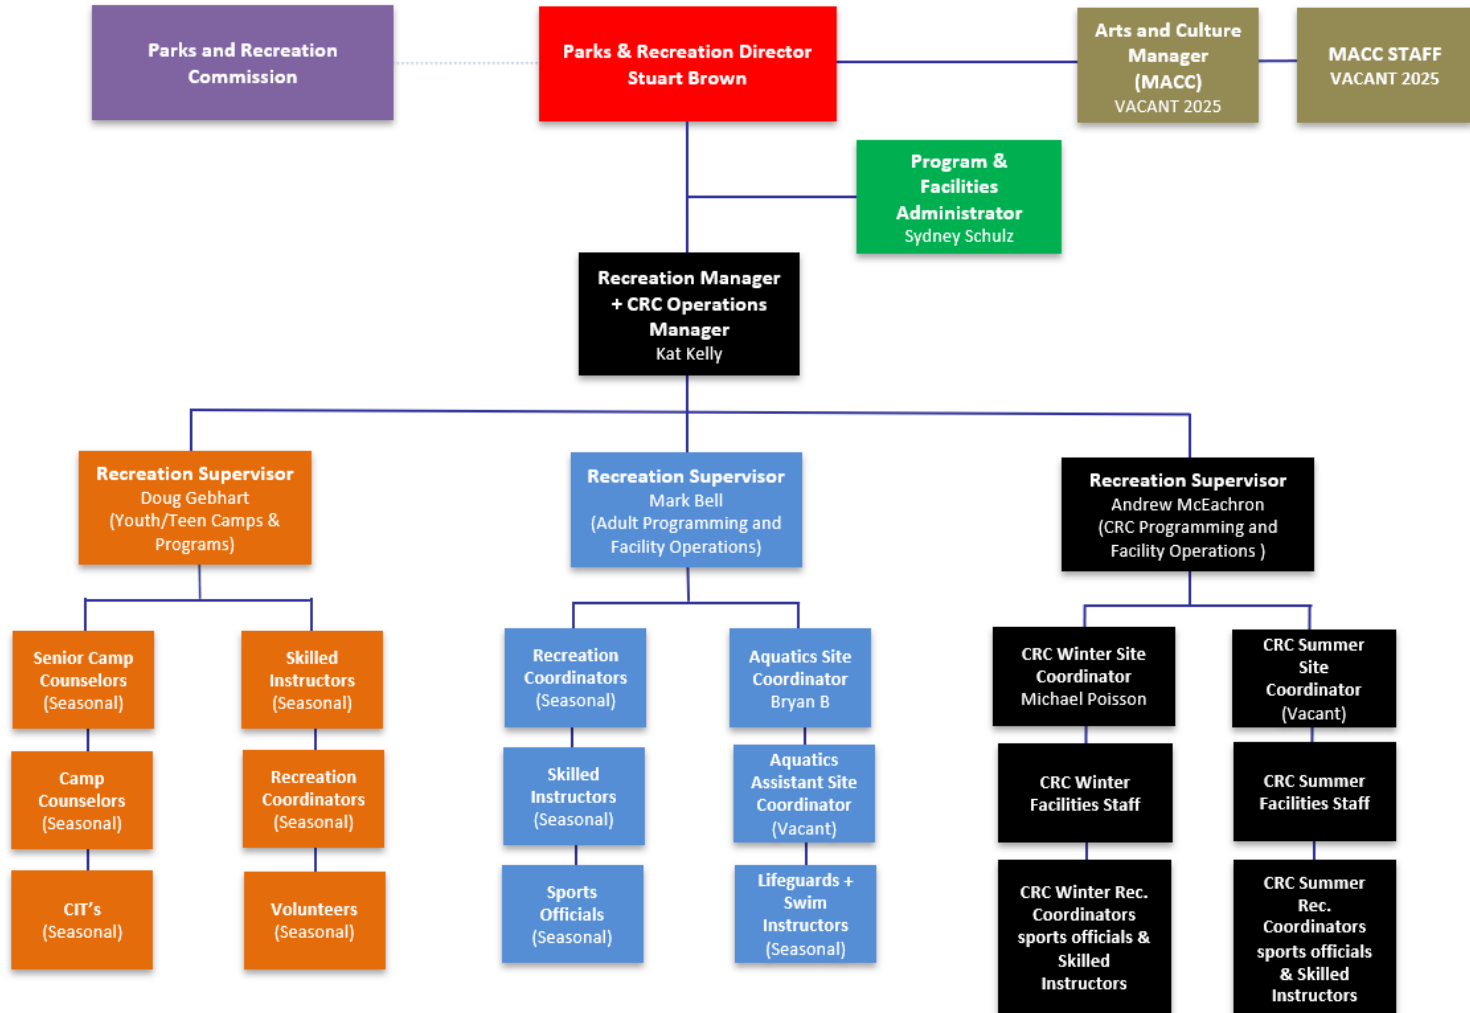 Parks and Recreation
Commission
Parks & Recreation Director
Stuart Brown
Arts and Culture
Manager
(MACC)
VACANT 2025
MACC STAFF
VACANT 2025
Program &
Facilities
Administrator
Sydney Schulz
Recreation Manager
+ CRC Operations
Manager
Kat Kelly
Recreation Supervisor
Doug Gebhart
(Youth/Teen Camps &
Programs)
Recreation Supervisor
Mark Bell
(Adult Programming and
Facility Operations)
Recreation Supervisor
Andrew McEachron
(CRC Programming and
Facility Operations )
Senior Camp
Counselors
(Seasonal)
Skilled
Instructors
(Seasonal)
Recreation
Coordinators
(Seasonal)
Aquatics Site
Coordinator
Bryan B
CRC Winter Site
Coordinator
Michael Poisson
CRC Summer
Site
Coordinator
(Vacant)
Camp
Counselors
(Seasonal)
Recreation
Coordinators
(Seasonal)
Skilled
Instructors
(Seasonal)
Aquatics
Assistant Site
Coordinator
(Vacant)
CRC Winter
Facilities Staff
CRC Summer
Facilities Staff
CIT's
(Seasonal)
Volunteers
(Seasonal)
Sports
Officials
(Seasonal)
Lifeguards +
Swim
Instructors
(Seasonal)
CRC Winter Rec.
Coordinators
sports officials &
Skilled
Instructors
CRC Summer
Rec.
Coordinators
sports officials
& Skilled
Instructors